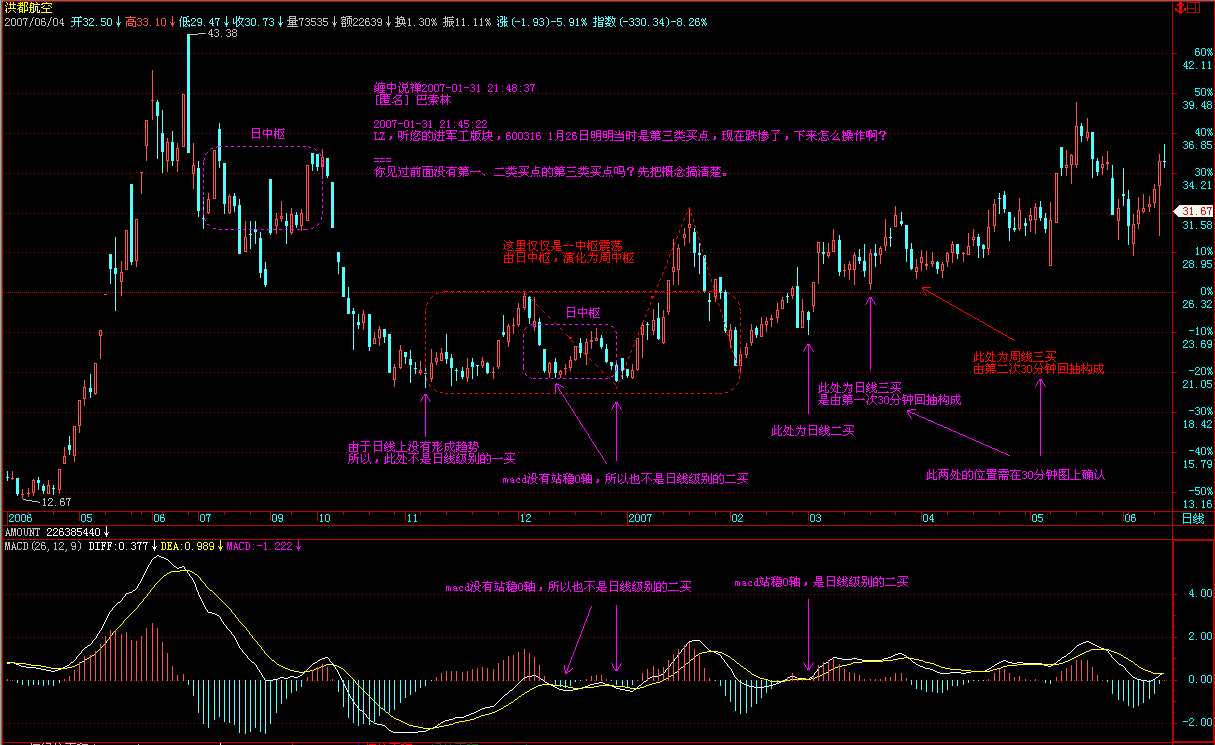 洪都航空
2007/06/04 开32.50↓高33.10↓低29.47↓收30.73↓量73535↓额22639↓换1.30% 振11.11% 涨(-1.93)-5.91% 指数(-330.34)-8.26%
43.38
缠中说禅2007-01-31 21:48:37
[匿名] 巴索林
2007-01-31 21:45:22
LZ，听您的进军工版块，600316 1月26日明明当时是第三类买点，现在跌惨了，下来怎么操作啊?
===
你见过前面没有第一、二类买点的第三类买点吗？先把概念搞清楚。
日中枢
这里仅仅是--中枢震荡
由日中枢，演化为周中枢
日中枢
此处为周线三买
由第二次30分钟回抽构成
此处为日线三买
是由第一次30分钟回抽构成
此处为日线二买
由于日线上没有形成趋势
所以，此处不是日线级别的一买
macd没有站稳0轴，所以也不是日线级别的二买
此两处的位置需在30分钟图上确认
12.67
60%
42.11
50%
39.48
40%
36.85
30%
34.21
31.67
31.58
10%
28.95
0%
26.32
-10%
23.69
-20%
21.05
-30%
18.42
-40%
15.79
-50%
13.16
2006 05 06 07 09 10 11 12 2007 02 03 04 05 06 日线
AMOUNT 226385440↓
MACD(26,12,9) DIFF:0.377↓DEA:0.989↓MACD:-1.222↓
macd没有站稳0轴，所以也不是日线级别的二买
macd站稳0轴，是日线级别的二买
4.00
2.00
0.00
-2.00